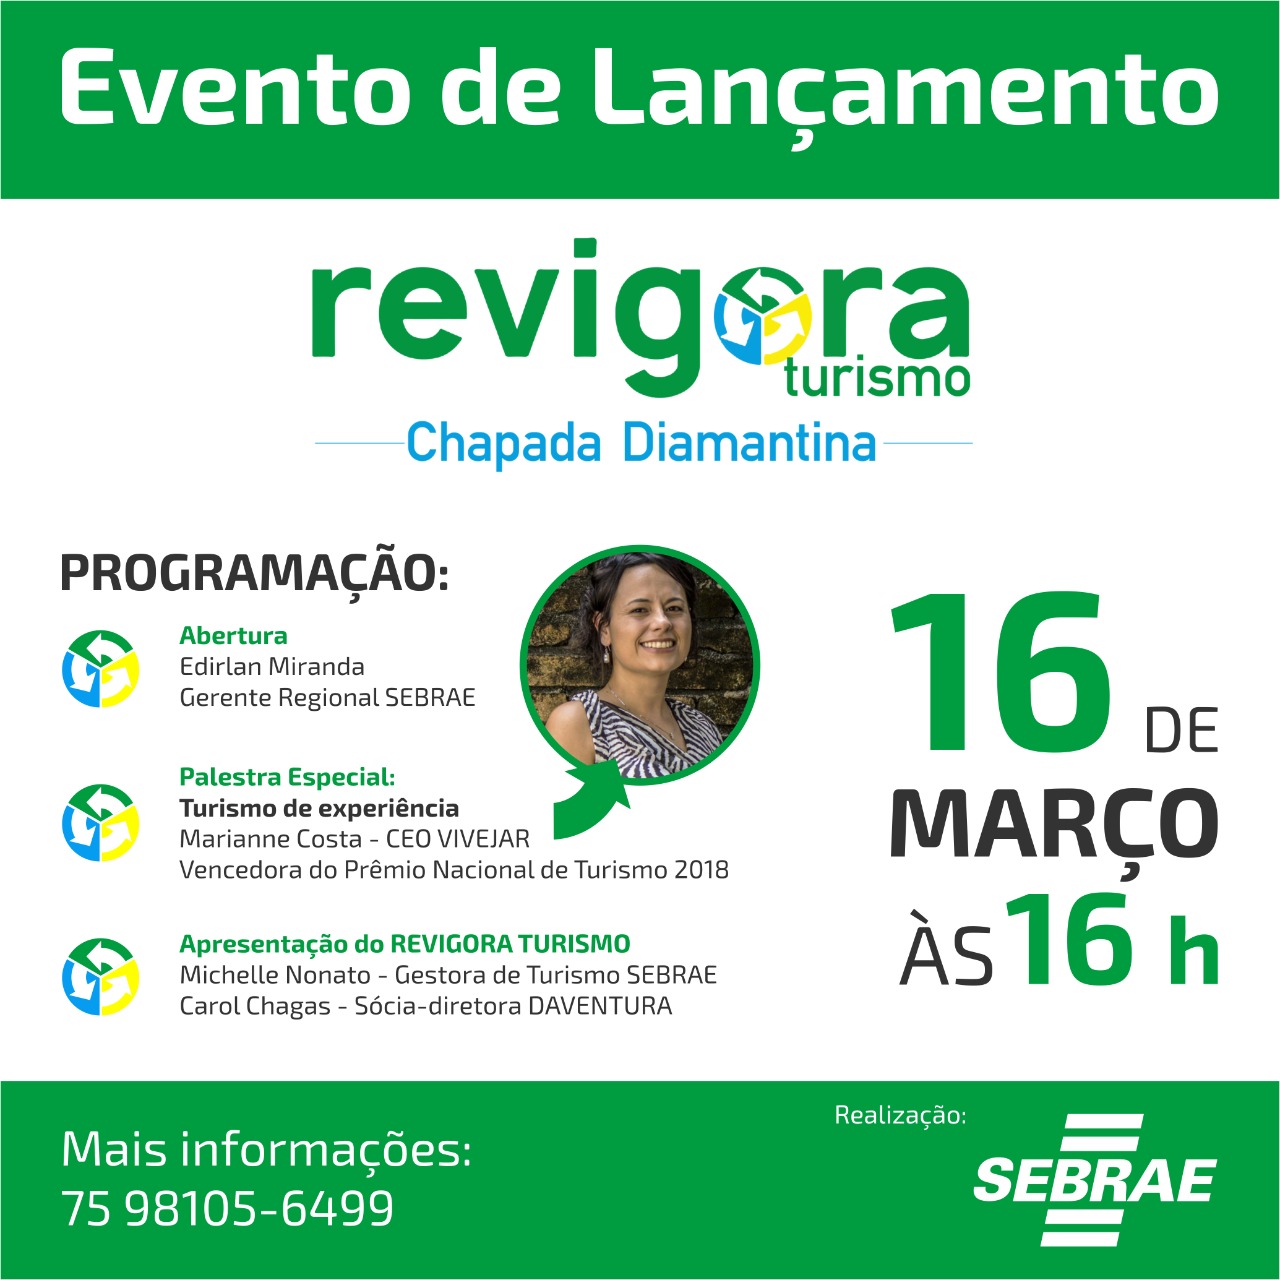 Evento de Lançamento
revigora
turismo
Chapada Diamantina
PROGRAMAÇÃO:
Abertura
Edirlan Miranda
Gerente Regional SEBRAE
Palestra Especial:
Turismo de experiência
Marianne Costa - CEO VIVEJAR
Vencedora do Prêmio Nacional de Turismo 2018
Apresentação do REVIGORA TURISMO
Michelle Nonato - Gestora de Turismo SEBRAE
Carol Chagas - Sócia-diretora DAVENTURA
16 DE
MARÇO
ÀS 16 h
Mais informações:
75 98105-6499
Realização:
SEBRAE